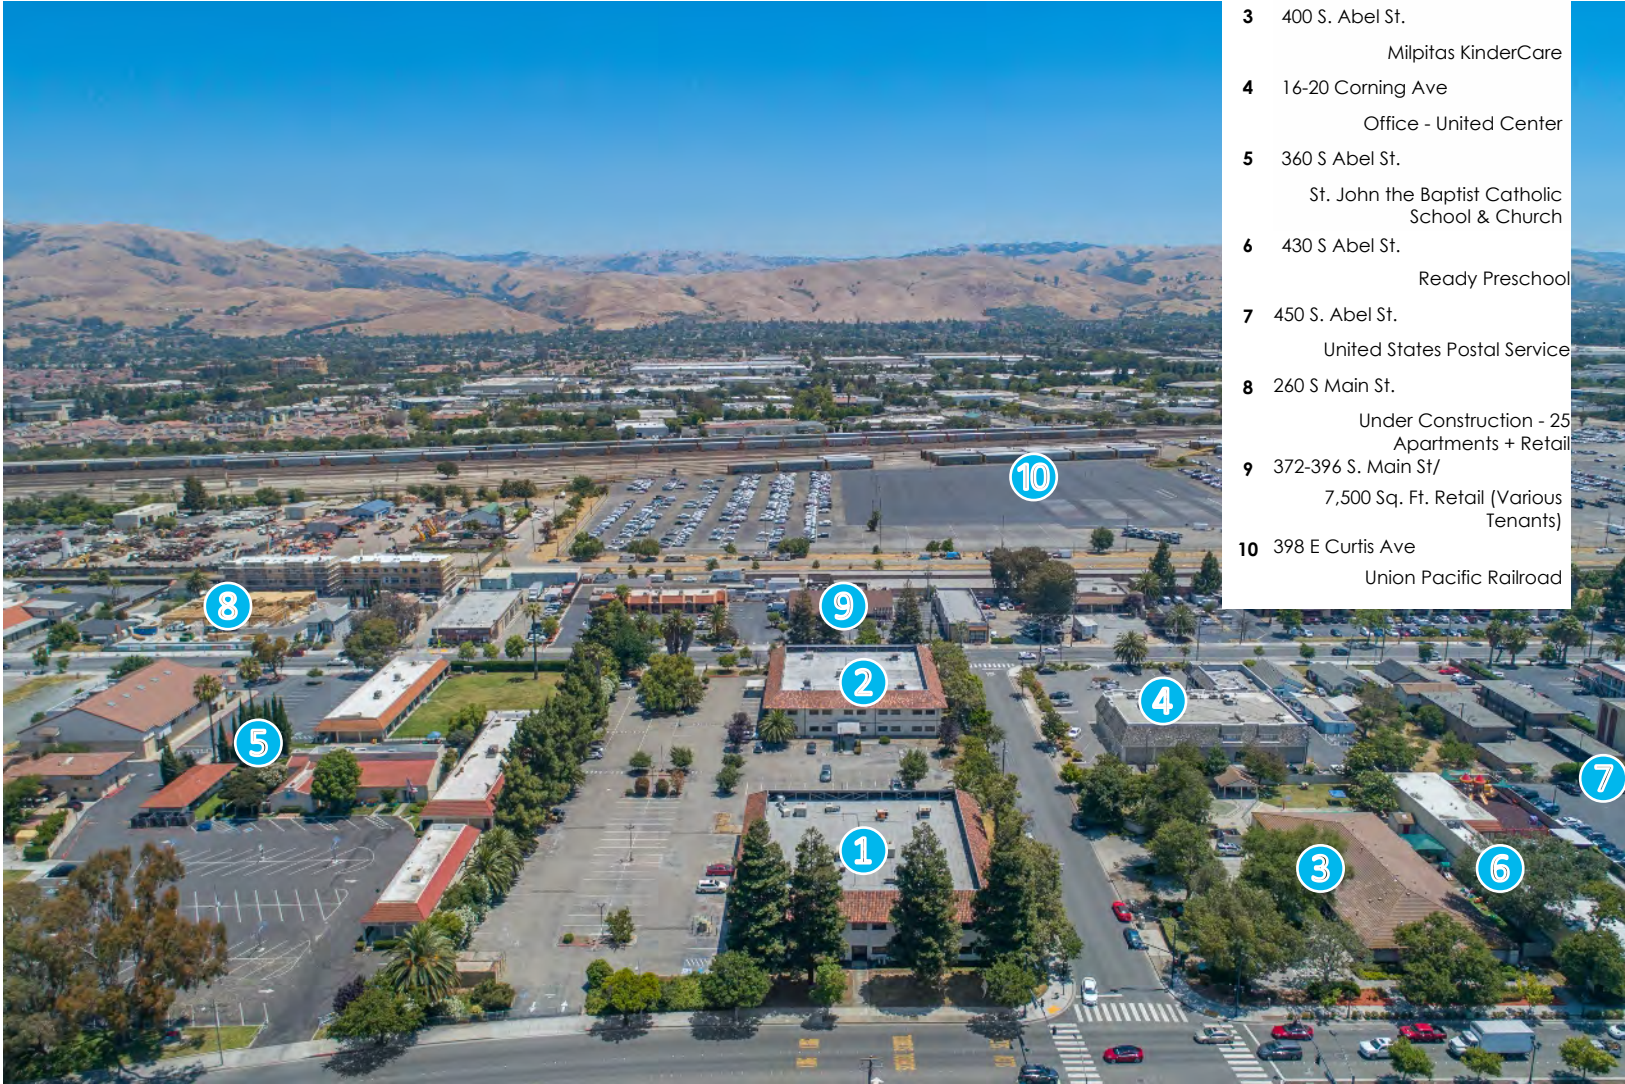 3 400 S. Abel St.
Milpitas KinderCare
4 16-20 Corning Ave
Office - United Center
5 360 S Abel St.
St. John the Baptist Catholic
School & Church
6 430 S Abel St.
Ready Preschool
7 450 S. Abel St.
United States Postal Service
8 260 S Main St.
Under Construction - 25
Apartments + Retail
9 372-396 S. Main St/
7,500 Sq. Ft. Retail (Various
Tenants)
10 398 E Curtis Ave
Union Pacific Railroad
10
8
9
2
4
5
7
1
3
6